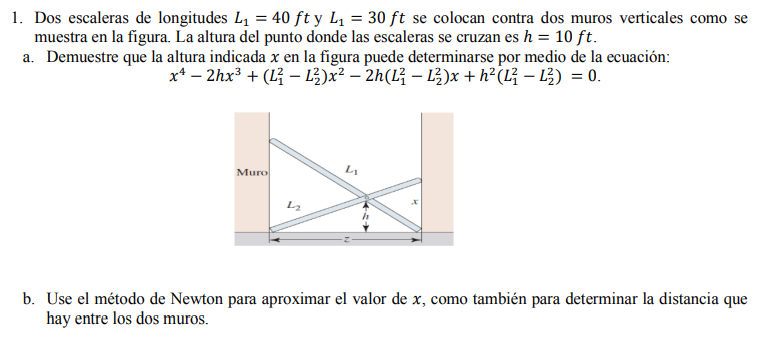 1. Dos escaleras de longitudes L₁ = 40 ft y L₁ = 30 ft se colocan contra dos muros verticales como se
muestra en la figura. La altura del punto donde las escaleras se cruzan es h = 10 ft.
a. Demuestre que la altura indicada x en la figura puede determinarse por medio de la ecuación:
x⁴ − 2hx³ + (L₁² − L₂²)x² − 2h(L₁² − L₂²)x + h²(L₁² − L₂²) = 0.
Muro
L₁
L₂
x
h
z
b. Use el método de Newton para aproximar el valor de x, como también para determinar la distancia que
hay entre los dos muros.